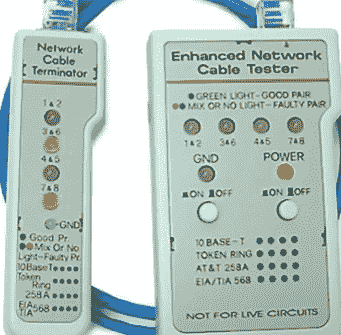 Network
Cable
Terminator
1&2
3&6
4&5
7&8
GND
Good Pr.
Mix Or No
Light-Faulty Pr.
10BaseT
Token
Ring
258A
EIA/568
TIA
Enhanced Network
Cable Tester
GREEN LIGHT-GOOD PAIR
MIX OR NO LIGHT-FAULTY PAIR
1&2 3&6 4&5 7&8
GND POWER
ON OFF ON OFF
10 BASE-T
TOKEN RING
AT&T 258A
EIA/TIA 568
NOT FOR LIVE CIRCUITS